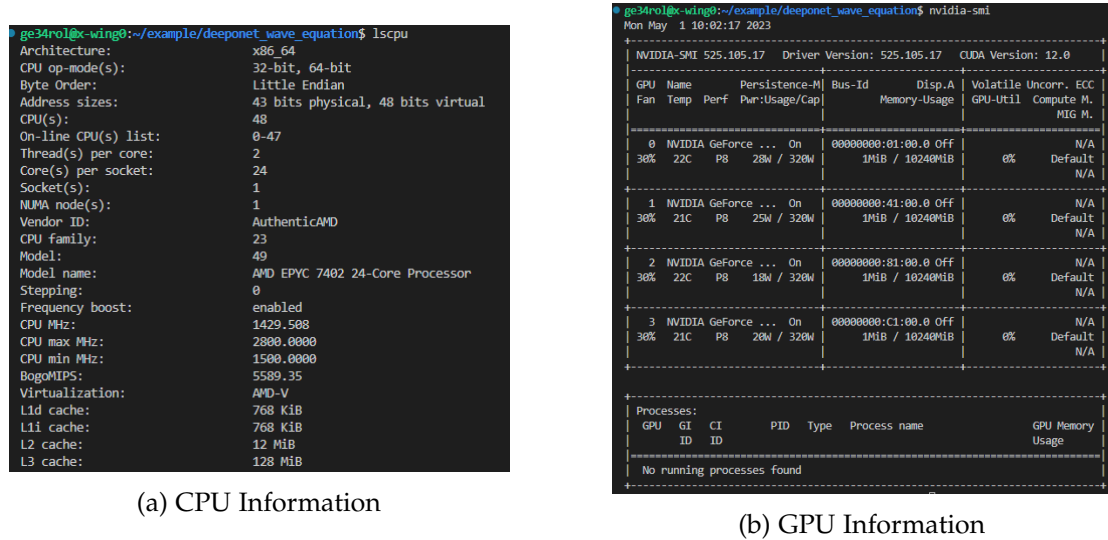 ge34rol@x-wing0:~/example/deeponet_wave_equation$ lscpu
Architecture: x86_64
CPU op-mode(s): 32-bit, 64-bit
Byte Order: Little Endian
Address sizes: 43 bits physical, 48 bits virtual
CPU(s): 48
On-line CPU(s) list: 0-47
Thread(s) per core: 2
Core(s) per socket: 24
Socket(s): 1
NUMA node(s): 1
Vendor ID: AuthenticAMD
CPU family: 23
Model: 49
Model name: AMD EPYC 7402 24-Core Processor
Stepping: 0
Frequency boost: enabled
CPU MHz: 1429.508
CPU max MHz: 2800.0000
CPU min MHz: 1500.0000
BogoMIPS: 5589.35
Virtualization: AMD-V
L1d cache: 768 KiB
L1i cache: 768 KiB
L2 cache: 12 MiB
L3 cache: 128 MiB
(a) CPU Information
ge34rol@x-wing0:~/example/deeponet_wave_equation$ nvidia-smi
Mon May 1 10:02:17 2023
NVIDIA-SMI 525.105.17 Driver Version: 525.105.17 CUDA Version: 12.0
GPU Name Persistence-M| Bus-Id Disp.A | Volatile Uncorr. ECC
Fan Temp Perf Pwr:Usage/Cap| Memory-Usage | GPU-Util Compute M.
MIG M.
0 NVIDIA GeForce ... On | 00000000:01:00.0 Off | N/A
30% 22C P8 28W / 320W | 1MiB / 10240MiB | 0% Default
N/A
1 NVIDIA GeForce ... On | 00000000:41:00.0 Off | N/A
30% 21C P8 25W / 320W | 1MiB / 10240MiB | 0% Default
N/A
2 NVIDIA GeForce ... On | 00000000:81:00.0 Off | N/A
30% 22C P8 18W / 320W | 1MiB / 10240MiB | 0% Default
N/A
3 NVIDIA GeForce ... On | 00000000:C1:00.0 Off | N/A
30% 21C P8 20W / 320W | 1MiB / 10240MiB | 0% Default
N/A
Processes:
GPU GI CI PID Type Process name GPU Memory
ID ID Usage
No running processes found
(b) GPU Information